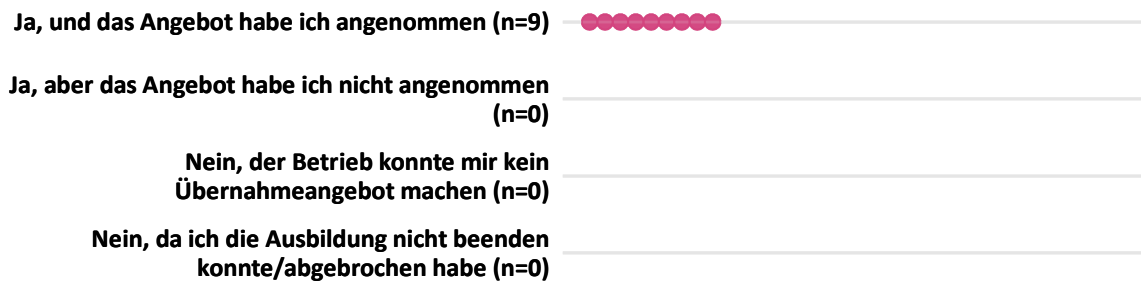 Ja, und das Angebot habe ich angenommen (n=9)
Ja, aber das Angebot habe ich nicht angenommen
(n=0)
Nein, der Betrieb konnte mir kein
Übernahmeangebot machen (n=0)
Nein, da ich die Ausbildung nicht beenden
konnte/abgebrochen habe (n=0)